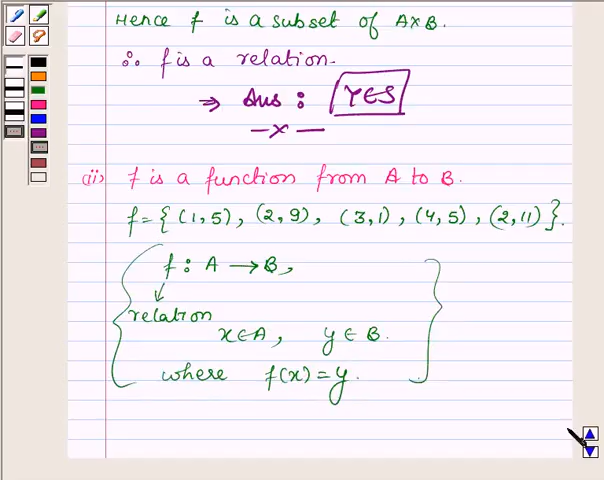 Hence f is a subset of A×B.
∴ f is a relation.
⇒ Ans : YES
—x—
(ii) f is a function from A to B.
f = { (1,5) , (2,9) , (3,1) , (4,5) , (2,11) }.
f : A → B,
↓
relation
x∈A, y∈B.
where f(x) = y.